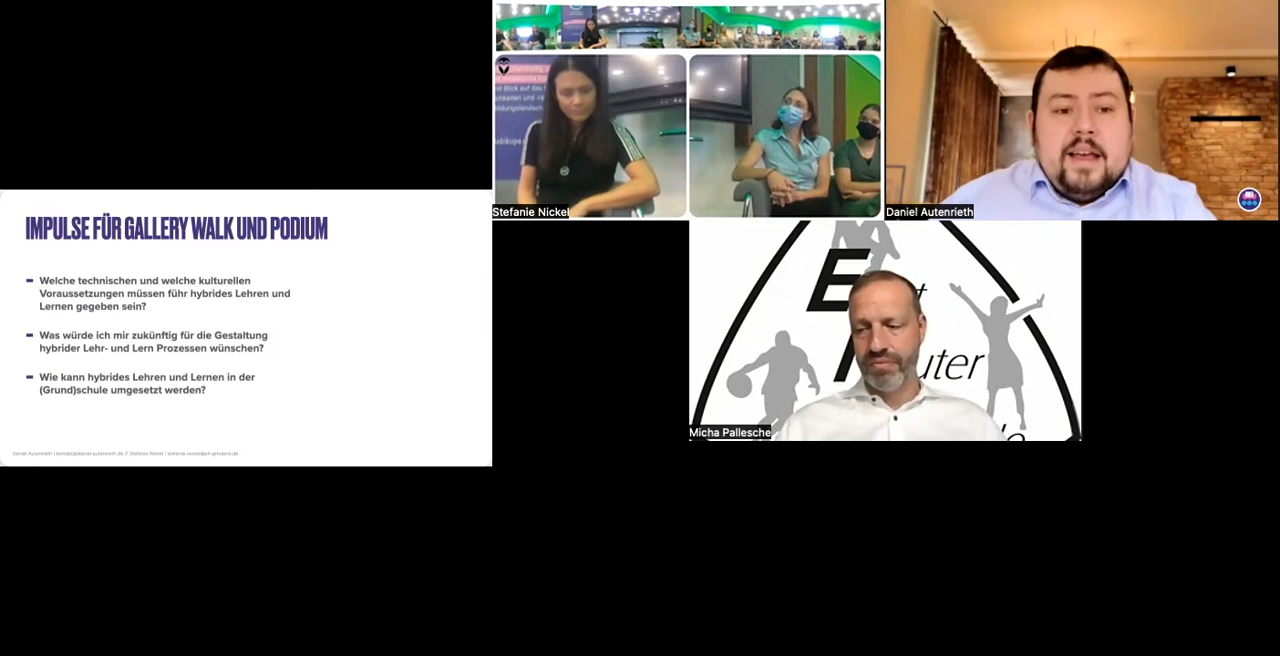 IMPULSE FÜR GALLERY WALK UND PODIUM
Welche technischen und welche kulturellen
Voraussetzungen müssen führ hybrides Lehren und
Lernen gegeben sein?
Was würde ich mir zukünftig für die Gestaltung
hybrider Lehr- und Lern Prozessen wünschen?
Wie kann hybrides Lehren und Lernen in der
(Grund)schule umgesetzt werden?
Stefanie Nickel
Daniel Autenrieth
Micha Pallesche